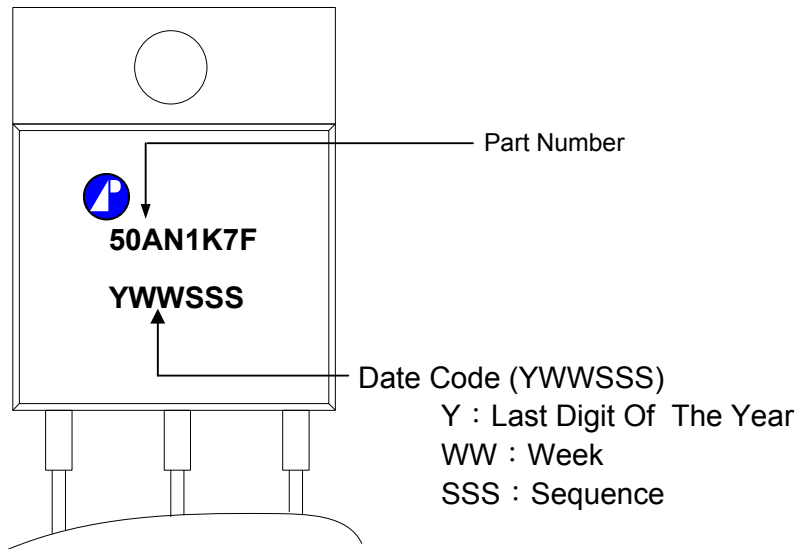 Part Number
50AN1K7F
YWWSSS
Date Code (YWWSSS)
Y：Last Digit Of The Year
WW：Week
SSS：Sequence